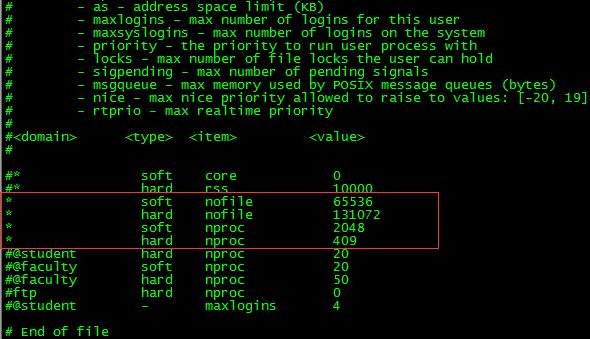 #        - as - address space limit (KB)
#        - maxlogins - max number of logins for this user
#        - maxsyslogins - max number of logins on the system
#        - priority - the priority to run user process with
#        - locks - max number of file locks the user can hold
#        - sigpending - max number of pending signals
#        - msgqueue - max memory used by POSIX message queues (bytes)
#        - nice - max nice priority allowed to raise to values: [-20, 19]
#        - rtprio - max realtime priority
#
#<domain>      <type>  <item>         <value>
#
#*               soft    core            0
#*               hard    rss             10000
*                soft    nofile          65536
*                hard    nofile          131072
*                soft    nproc           2048
*                hard    nproc           409
#@student        hard    nproc           20
#@faculty        soft    nproc           20
#@faculty        hard    nproc           50
#ftp             hard    nproc           0
#@student        -       maxlogins       4
# End of file